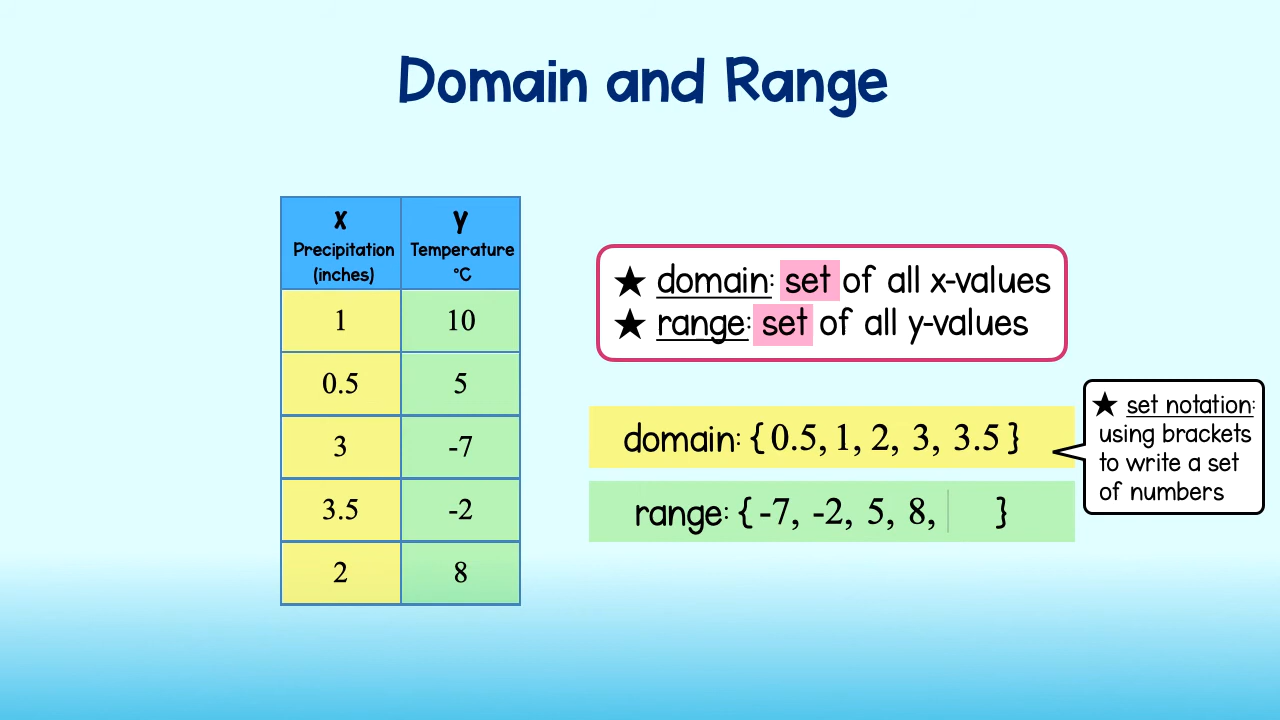 Domain and Range
x y
Precipitation Temperature
(inches) °C
1 10
0.5 5
3 -7
3.5 -2
2 8
★ domain: set of all x-values
★ range: set of all y-values
domain: { 0.5, 1, 2, 3, 3.5 }
range: { -7, -2, 5, 8, }
★ set notation:
using brackets
to write a set
of numbers